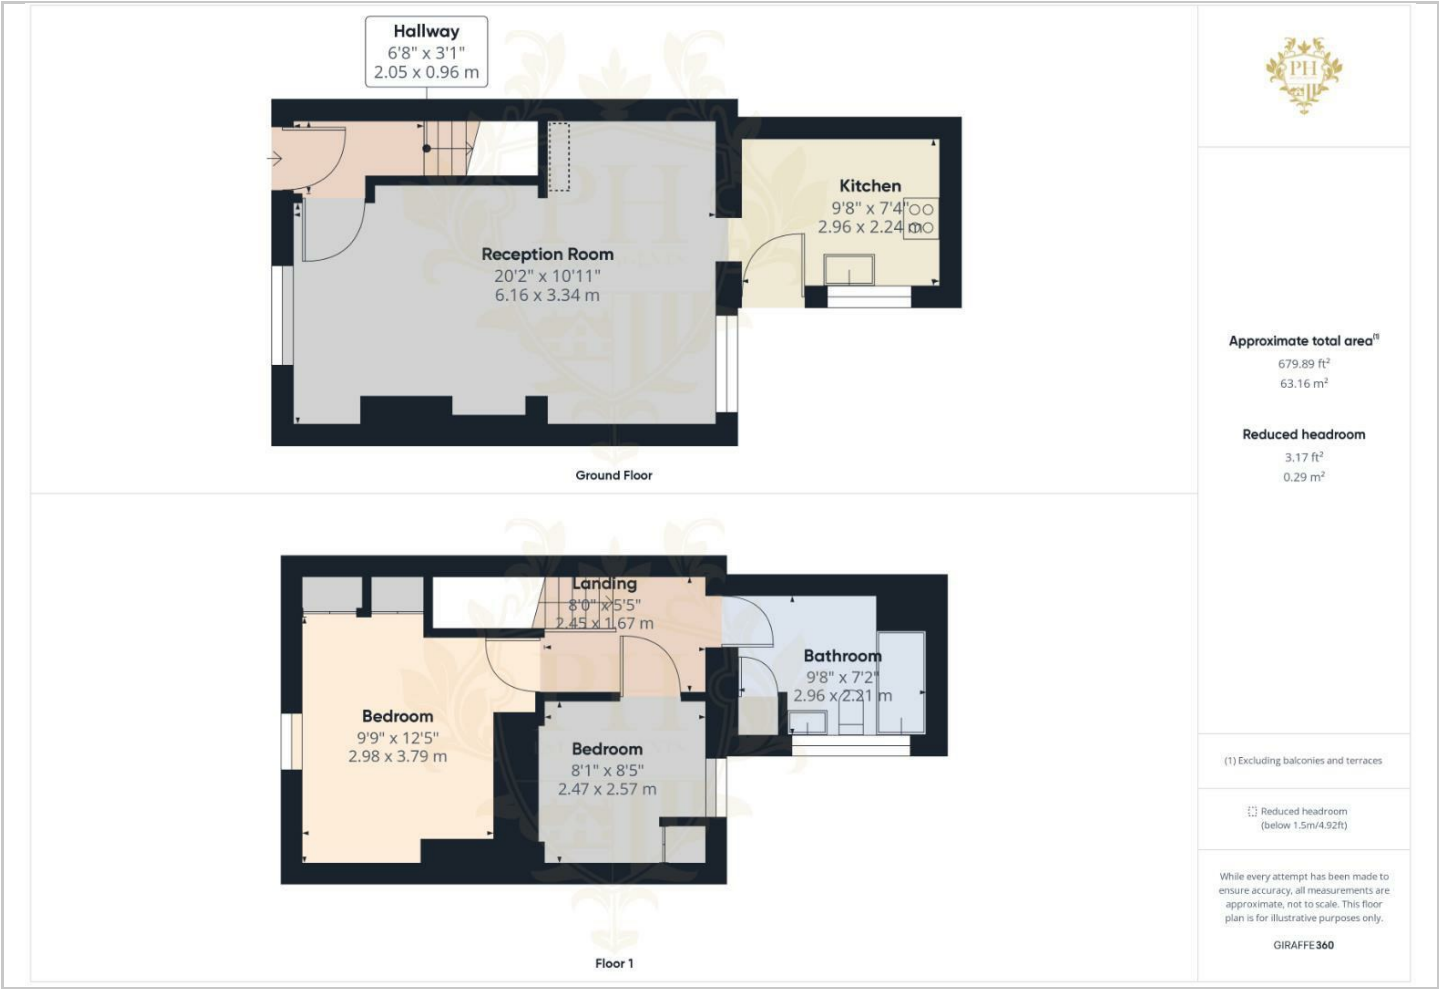 Hallway
6'8" x 3'1"
2.05 x 0.96 m
Kitchen
9'8" x 7'4"
2.96 x 2.24 m
Reception Room
20'2" x 10'11"
6.16 x 3.34 m
Ground Floor
Landing
8'0" x 5'5"
2.45 x 1.67 m
Bathroom
9'8" x 7'2"
2.96 x 2.21 m
Bedroom
9'9" x 12'5"
2.98 x 3.79 m
Bedroom
8'1" x 8'5"
2.47 x 2.57 m
Floor 1
PH
Approximate total area(1)
679.89 ft²
63.16 m²
Reduced headroom
3.17 ft²
0.29 m²
(1) Excluding balconies and terraces
Reduced headroom
(below 1.5m/4.92ft)
While every attempt has been made to
ensure accuracy, all measurements are
approximate, not to scale. This floor
plan is for illustrative purposes only.
GIRAFFE360